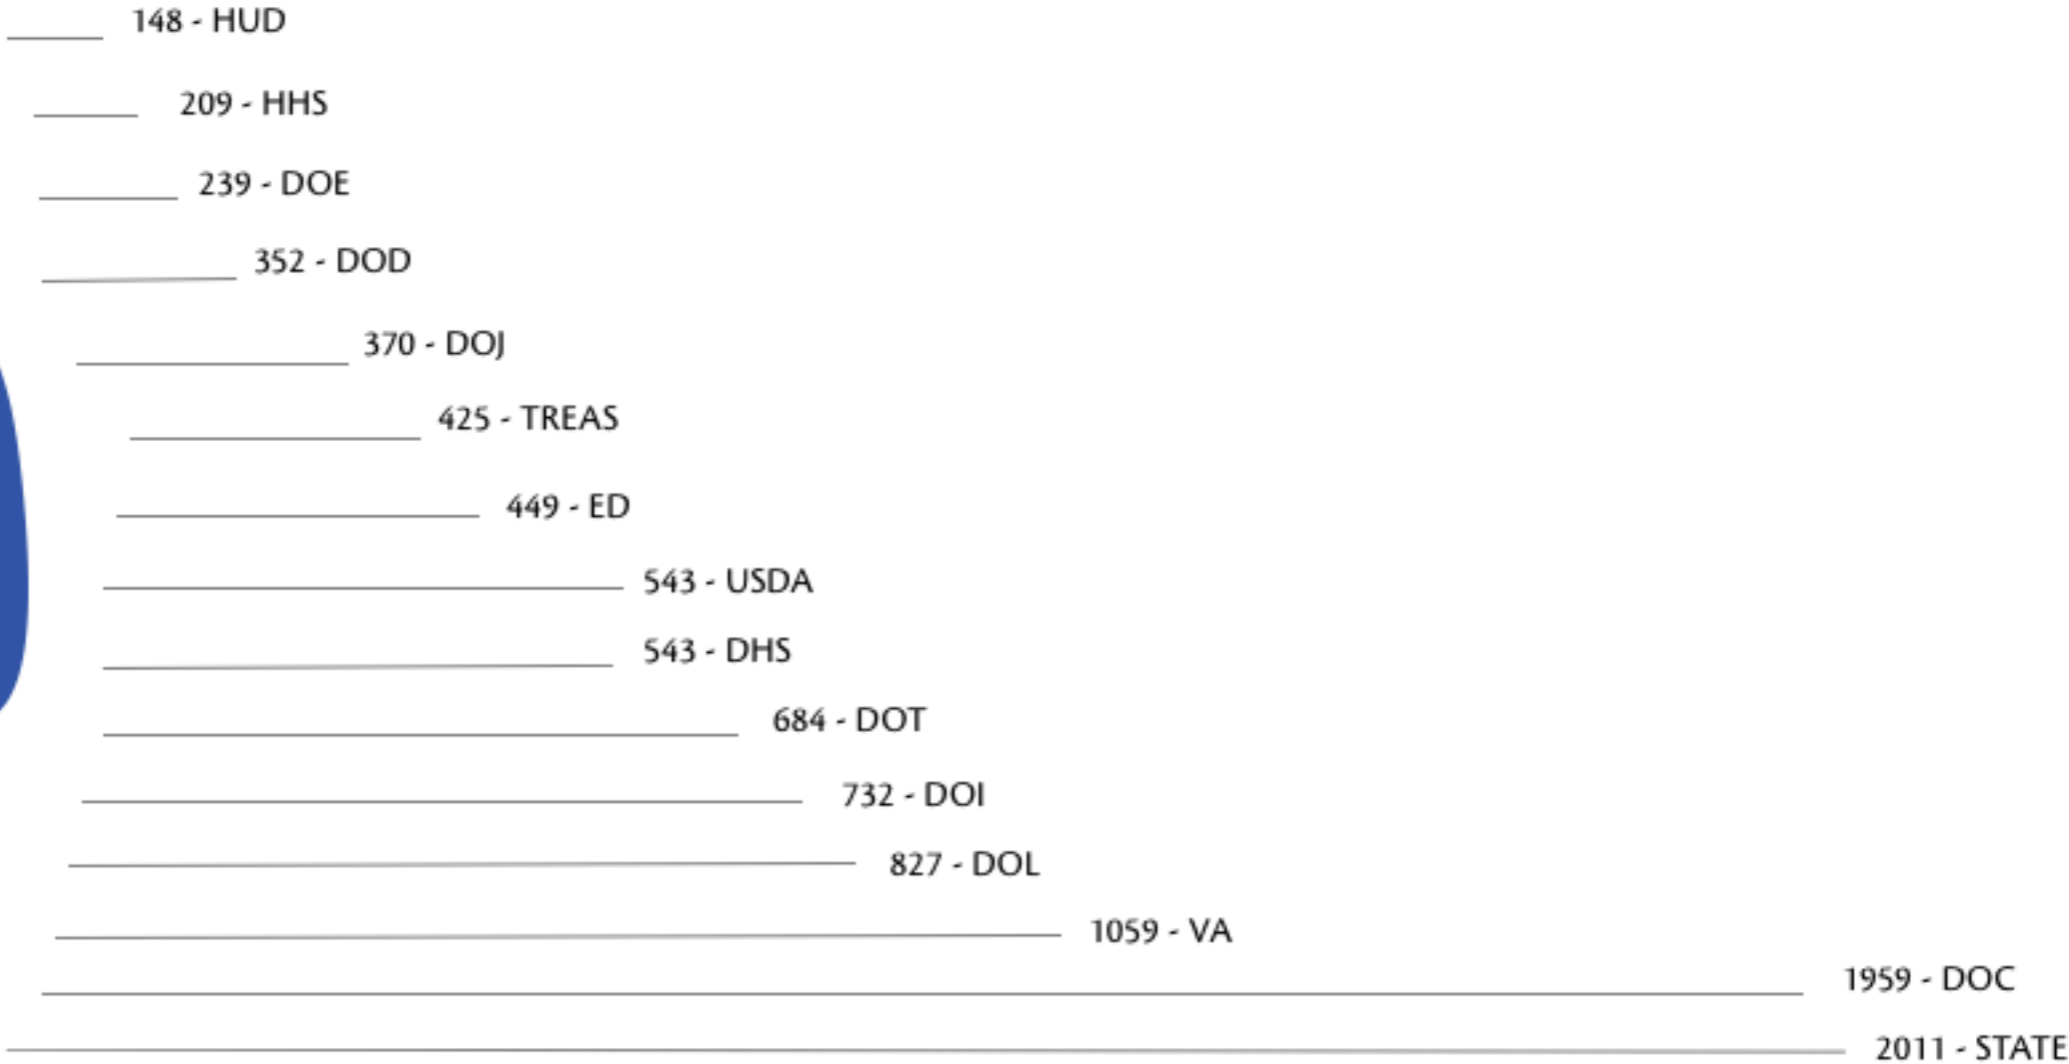 148 - HUD
209 - HHS
239 - DOE
352 - DOD
370 - DOJ
425 - TREAS
449 - ED
543 - USDA
543 - DHS
684 - DOT
732 - DOI
827 - DOL
1059 - VA
1959 - DOC
2011 - STATE